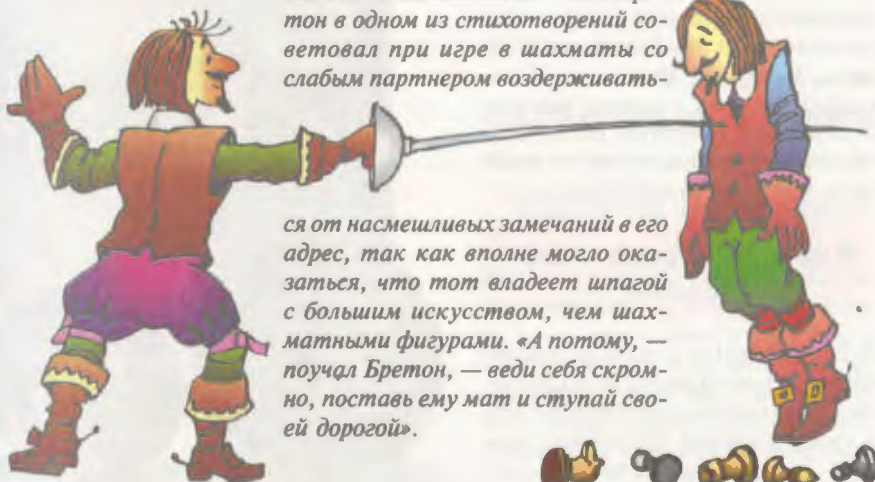 тон в одном из стихотворений со-
ветовал при игре в шахматы со
слабым партнером воздерживать-
ся от насмешливых замечаний в его
адрес, так как вполне могло ока-
заться, что тот владеет шпагой
с большим искусством, чем шах-
матными фигурами. «А потому, —
поучал Бретон, — веди себя скром-
но, поставь ему мат и ступай сво-
ей дорогой».